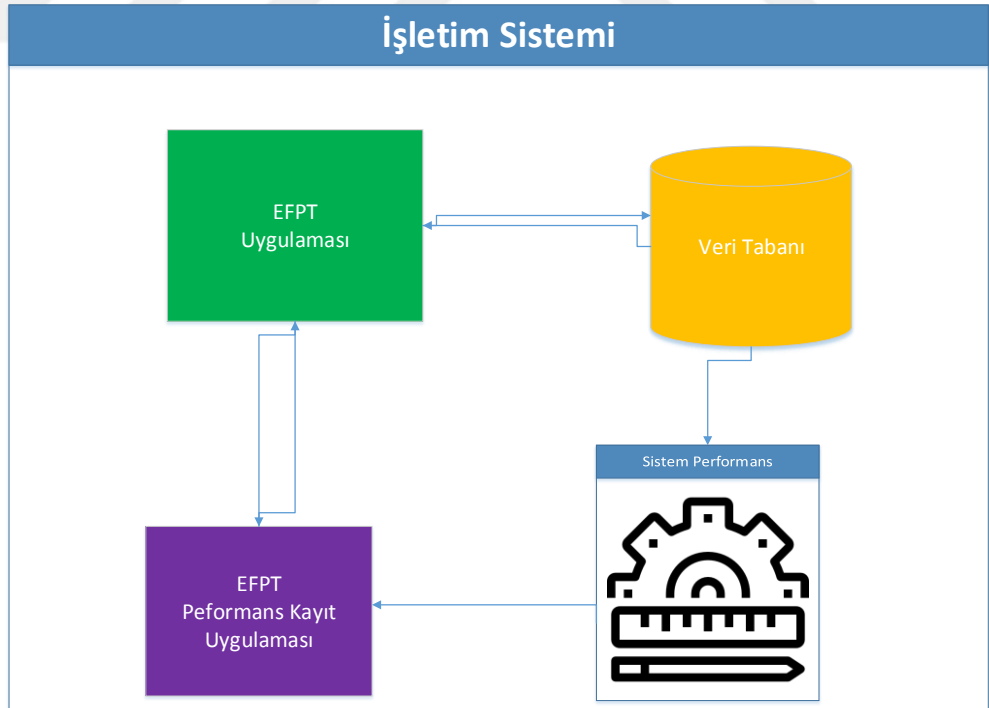 İşletim Sistemi
EFPT
Uygulaması
Veri Tabanı
Sistem Performans
EFPT
Peformans Kayıt
Uygulaması